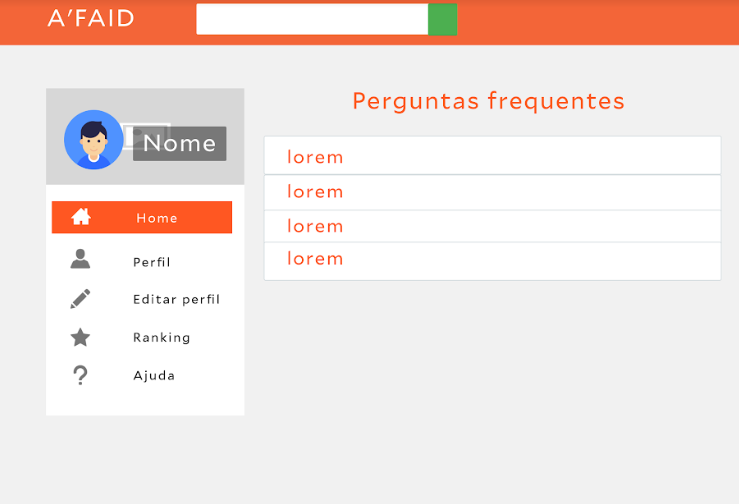 A'FAID
Nome
Home
Perfil
Editar perfil
Ranking
Ajuda
Perguntas frequentes
lorem
lorem
lorem
lorem